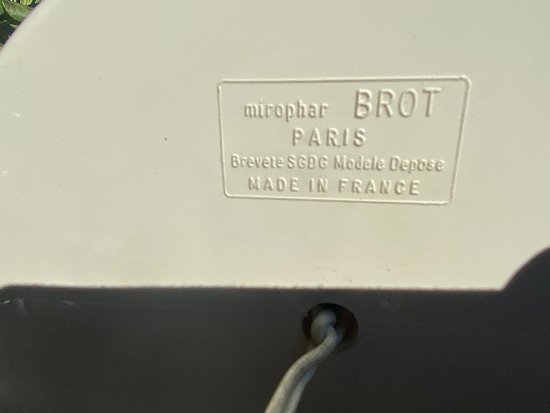 mirophar BROT
PARIS
Brevete SGDG Modele Depose
MADE IN FRANCE